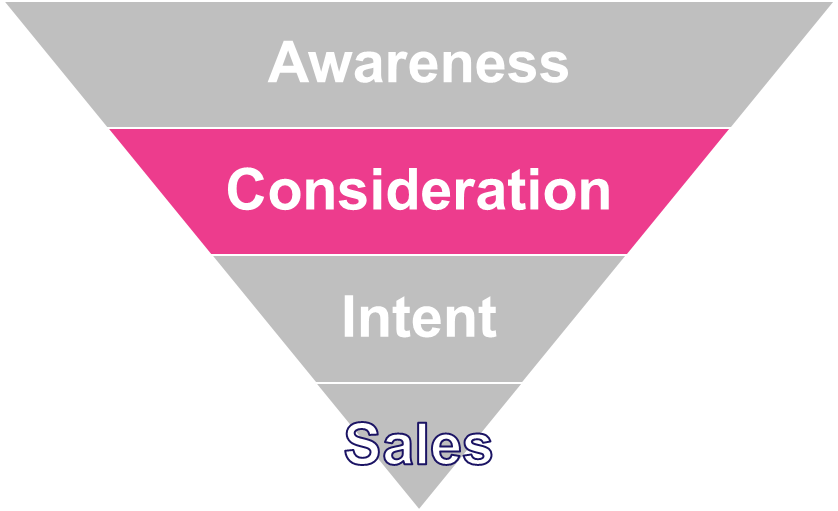 Awareness
Consideration
Intent
Sales